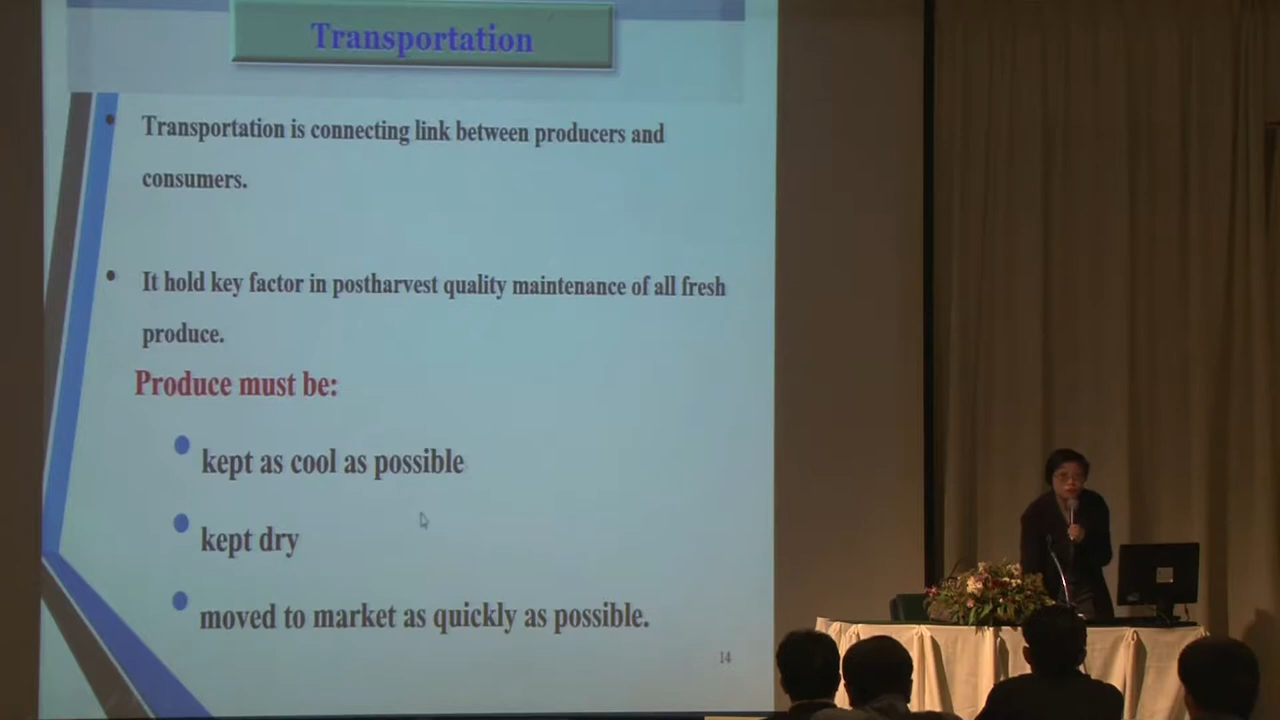 Transportation
Transportation is connecting link between producers and
consumers.
It hold key factor in postharvest quality maintenance of all fresh
produce.
Produce must be:
kept as cool as possible
kept dry
moved to market as quickly as possible.
14